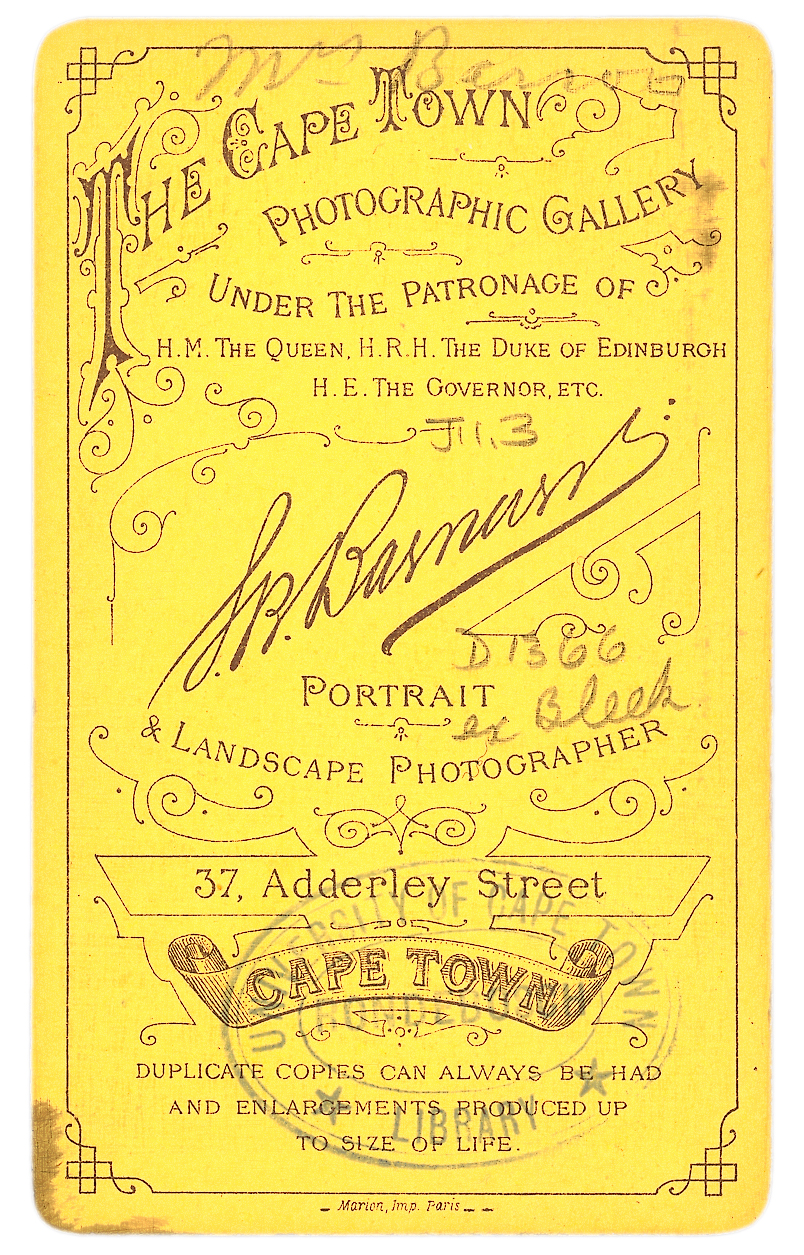 Mrs
THE CAPE TOWN
PHOTOGRAPHIC GALLERY
UNDER THE PATRONAGE OF
H.M. THE QUEEN, H.R.H. THE DUKE OF EDINBURGH
H.E. THE GOVERNOR, ETC.
J11.3
S.B. Barnard
D1366
PORTRAIT
ex Bleek
& LANDSCAPE PHOTOGRAPHER
37, Adderley Street
UNIVERSITY OF CAPE TOWN
CAPE TOWN
RONDEBOSCH
DUPLICATE COPIES CAN ALWAYS BE HAD
AND ENLARGEMENTS PRODUCED UP
LIBRARY
TO SIZE OF LIFE.
Marion, Imp. Paris